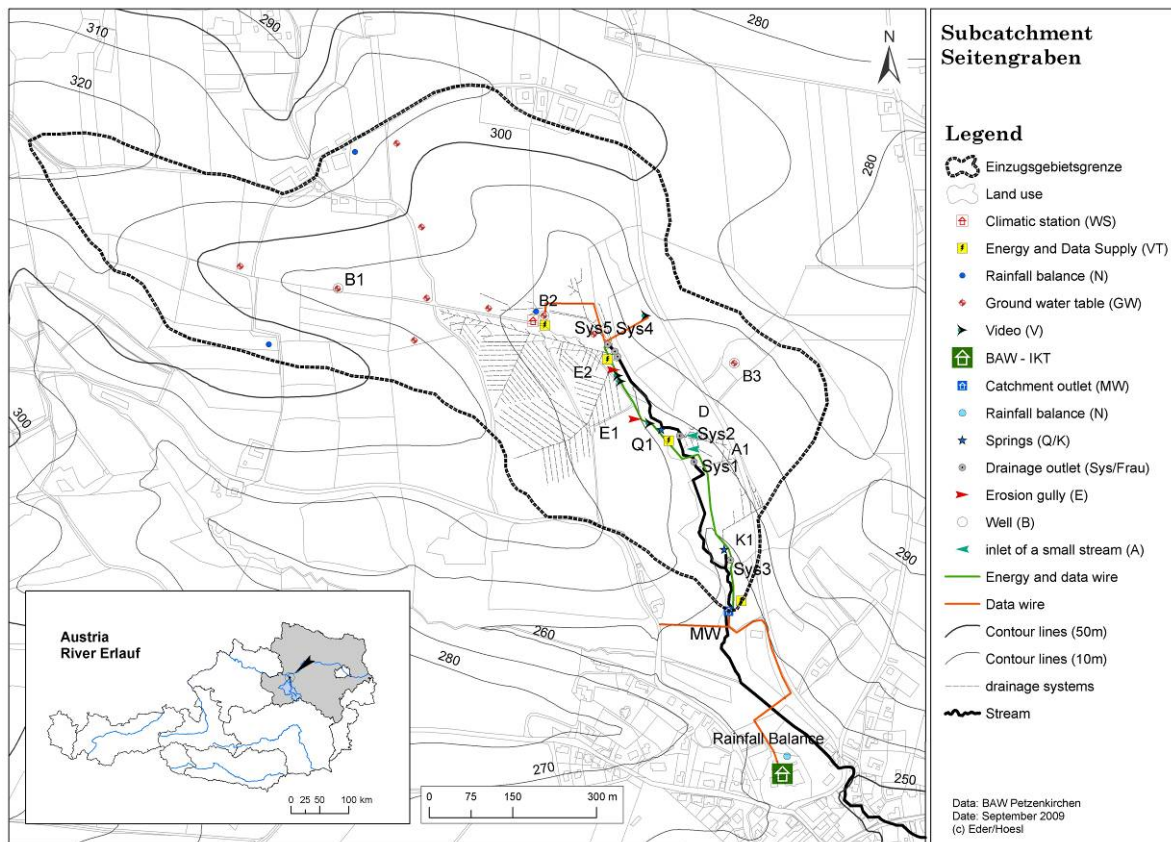 280
310
290
N
Subcatchment
Seitengraben
320
300
280
Legend
Einzugsgebietsgrenze
Land use
Climatic station (WS)
Energy and Data Supply (VT)
Rainfall balance (N)
Ground water table (GW)
Video (V)
BAW - IKT
Catchment outlet (MW)
Rainfall balance (N)
Springs (Q/K)
Drainage outlet (Sys/Frau)
Erosion gully (E)
Well (B)
inlet of a small stream (A)
Energy and data wire
Data wire
Contour lines (50m)
Contour lines (10m)
drainage systems
Stream
B1
B2
Sys5 Sys4
E2
B3
D
Sys2
E1
Q1
A1
Sys1
300
K1
Sys3
290
MW
260
280
Rainfall Balance
270
250
Austria
River Erlauf
0 25 50 100 km
0 75 150 300 m
Data: BAW Petzenkirchen
Date: September 2009
(c) Eder/Hoesl